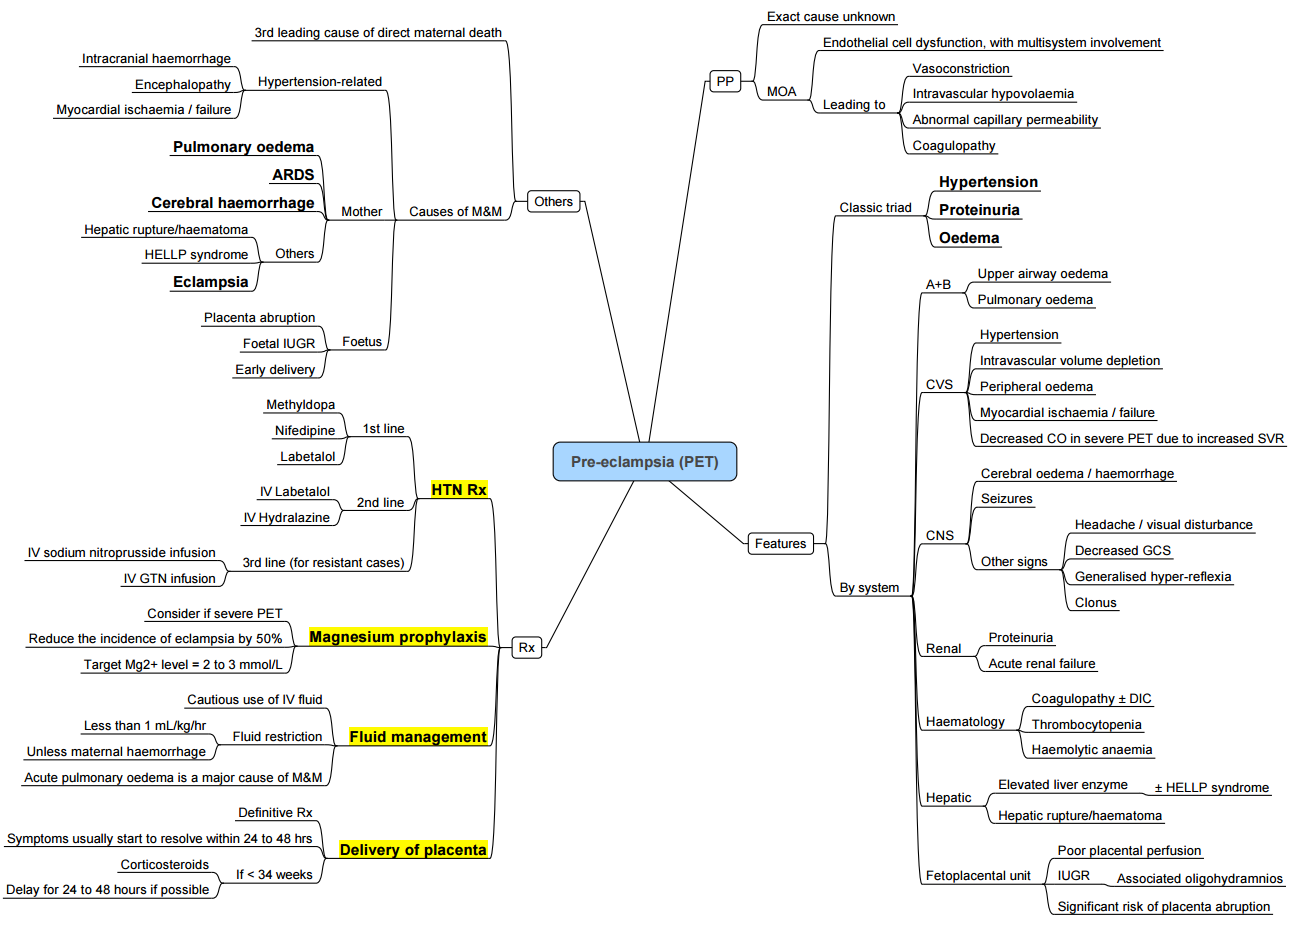 Pre-eclampsia (PET)
PP
Exact cause unknown
MOA
Endothelial cell dysfunction, with multisystem involvement
Leading to
Vasoconstriction
Intravascular hypovolaemia
Abnormal capillary permeability
Coagulopathy
Features
Classic triad
Hypertension
Proteinuria
Oedema
By system
A+B
Upper airway oedema
Pulmonary oedema
CVS
Hypertension
Intravascular volume depletion
Peripheral oedema
Myocardial ischaemia / failure
Decreased CO in severe PET due to increased SVR
CNS
Cerebral oedema / haemorrhage
Seizures
Other signs
Headache / visual disturbance
Decreased GCS
Generalised hyper-reflexia
Clonus
Renal
Proteinuria
Acute renal failure
Haematology
Coagulopathy ± DIC
Thrombocytopenia
Haemolytic anaemia
Hepatic
Elevated liver enzyme
± HELLP syndrome
Hepatic rupture/haematoma
Fetoplacental unit
Poor placental perfusion
IUGR
Associated oligohydramnios
Significant risk of placenta abruption
Others
3rd leading cause of direct maternal death
Causes of M&M
Hypertension-related
Intracranial haemorrhage
Encephalopathy
Myocardial ischaemia / failure
Mother
Pulmonary oedema
ARDS
Cerebral haemorrhage
Others
Hepatic rupture/haematoma
HELLP syndrome
Eclampsia
Foetus
Placenta abruption
Foetal IUGR
Early delivery
Rx
HTN Rx
1st line
Methyldopa
Nifedipine
Labetalol
2nd line
IV Labetalol
IV Hydralazine
3rd line (for resistant cases)
IV sodium nitroprusside infusion
IV GTN infusion
Magnesium prophylaxis
Consider if severe PET
Reduce the incidence of eclampsia by 50%
Target Mg2+ level = 2 to 3 mmol/L
Fluid management
Cautious use of IV fluid
Fluid restriction
Less than 1 mL/kg/hr
Unless maternal haemorrhage
Acute pulmonary oedema is a major cause of M&M
Delivery of placenta
Definitive Rx
Symptoms usually start to resolve within 24 to 48 hrs
If < 34 weeks
Corticosteroids
Delay for 24 to 48 hours if possible